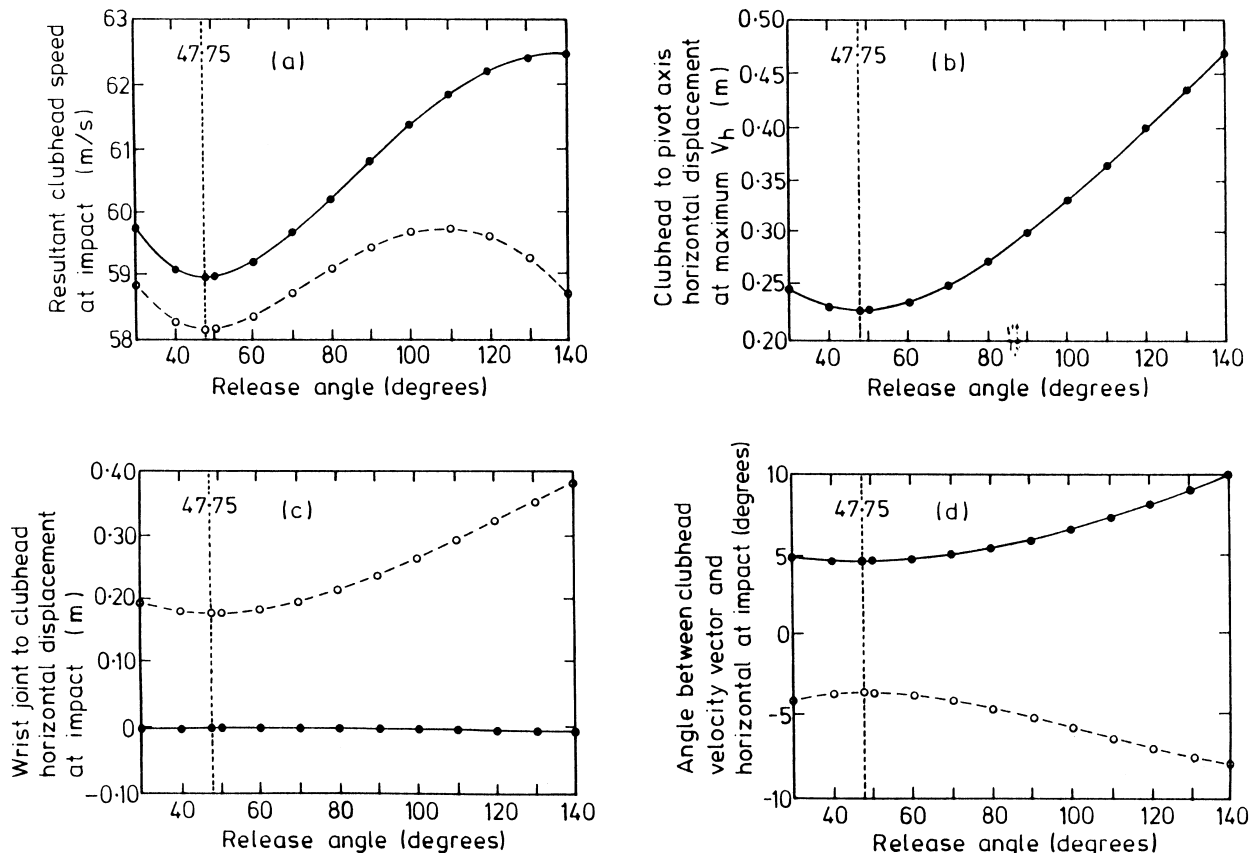 63
62
61
60
59
58
47·75
(a)
Resultant clubhead speed
at impact (m/s)
40 60 80 100 120 140
Release angle (degrees)
0·50
0·45
0·40
0·35
0·30
0·25
0·20
47·75
(b)
Clubhead to pivot axis
horizontal displacement
at maximum Vh (m)
40 60 80 100 120 140
Release angle (degrees)
0·40
0·30
0·20
0·10
0
-0·10
47·75
(c)
Wrist joint to clubhead
horizontal displacement
at impact (m)
40 60 80 100 120 140
Release angle (degrees)
10
5
0
-5
-10
47·75
(d)
Angle between clubhead
velocity vector and
horizontal at impact (degrees)
40 60 80 100 120 140
Release angle (degrees)